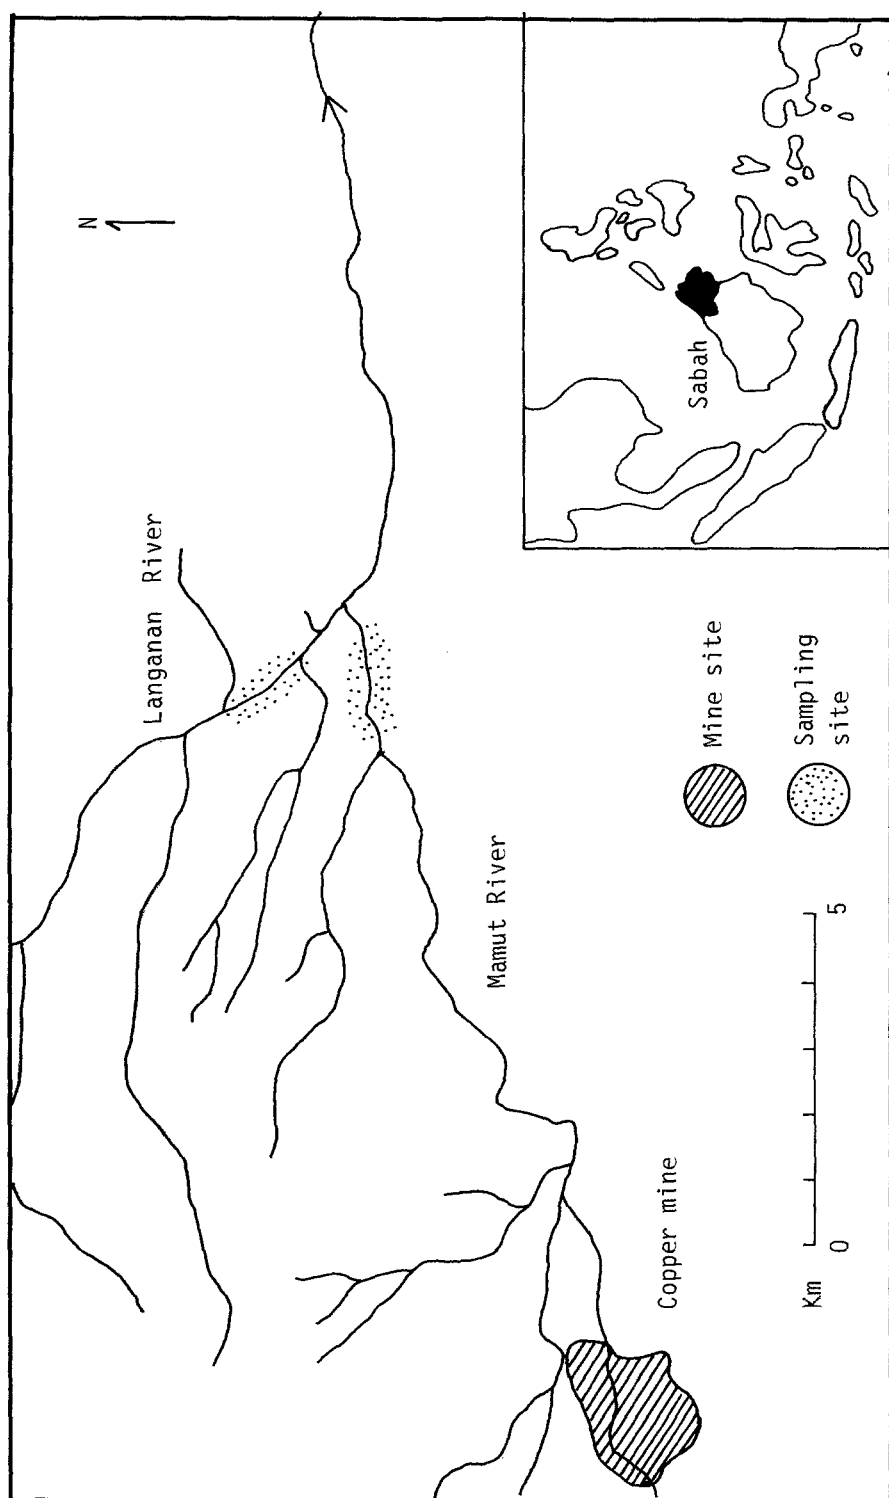 N
Langanan River
Mamut River
Copper mine
Km
0
5
Mine site
Sampling
site
Sabah